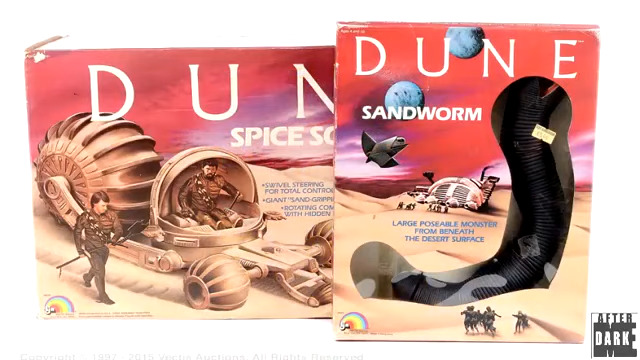 DUN
SPICE SC
•SWIVEL STEERING
FOR TOTAL CONTROL
•GIANT "SAND-GRIPPI
•ROTATING COM
WITH HIDDEN
DUNE
SANDWORM
LARGE POSEABLE MONSTER
FROM BENEATH
THE DESERT SURFACE
AFTER
DARK
Copyright © 1997 - 2015 Vectis Auctions. All Rights Reserved